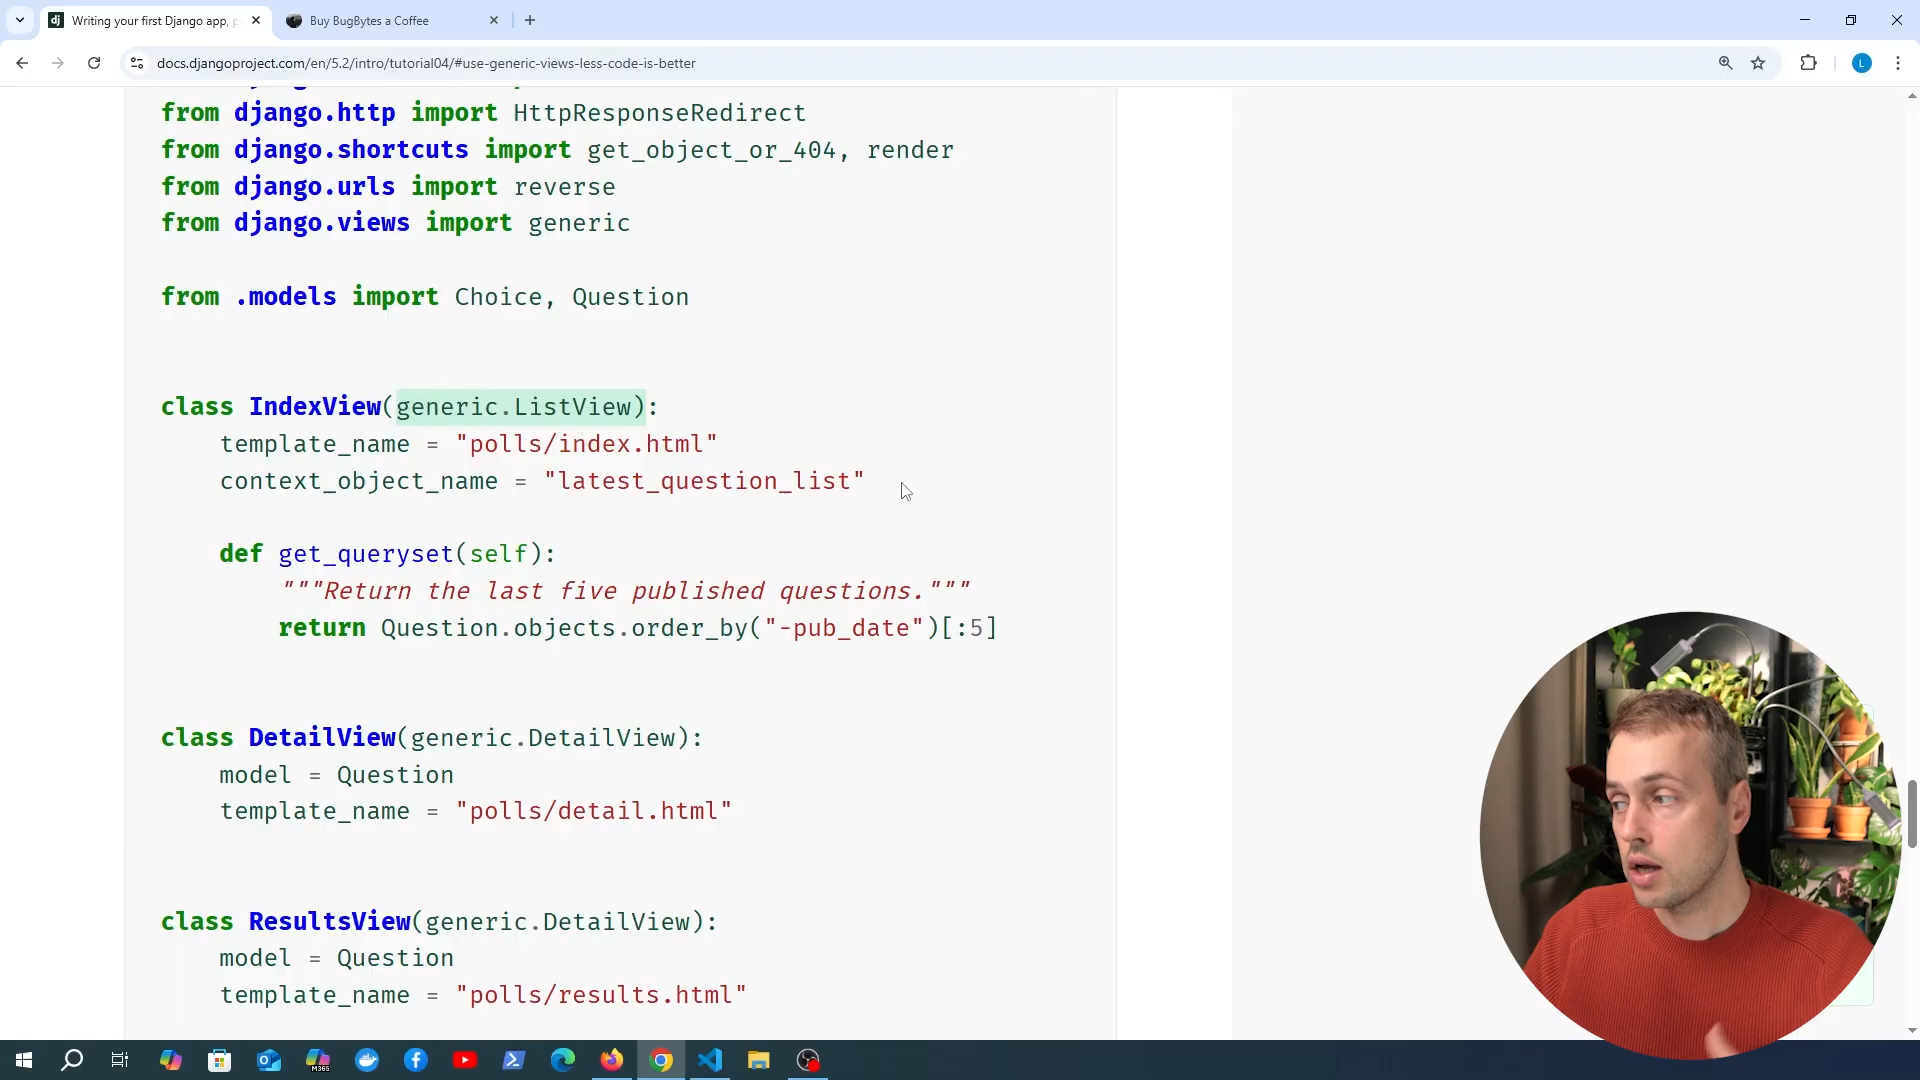 Writing your first Django app, p
Buy BugBytes a Coffee
docs.djangoproject.com/en/5.2/intro/tutorial04/#use-generic-views-less-code-is-better
L
from django.http import HttpResponseRedirect
from django.shortcuts import get_object_or_404, render
from django.urls import reverse
from django.views import generic
from .models import Choice, Question
class IndexView(generic.ListView):
template_name = "polls/index.html"
context_object_name = "latest_question_list"
def get_queryset(self):
"""Return the last five published questions."""
return Question.objects.order_by("-pub_date")[:5]
class DetailView(generic.DetailView):
model = Question
template_name = "polls/detail.html"
class ResultsView(generic.DetailView):
model = Question
template_name = "polls/results.html"